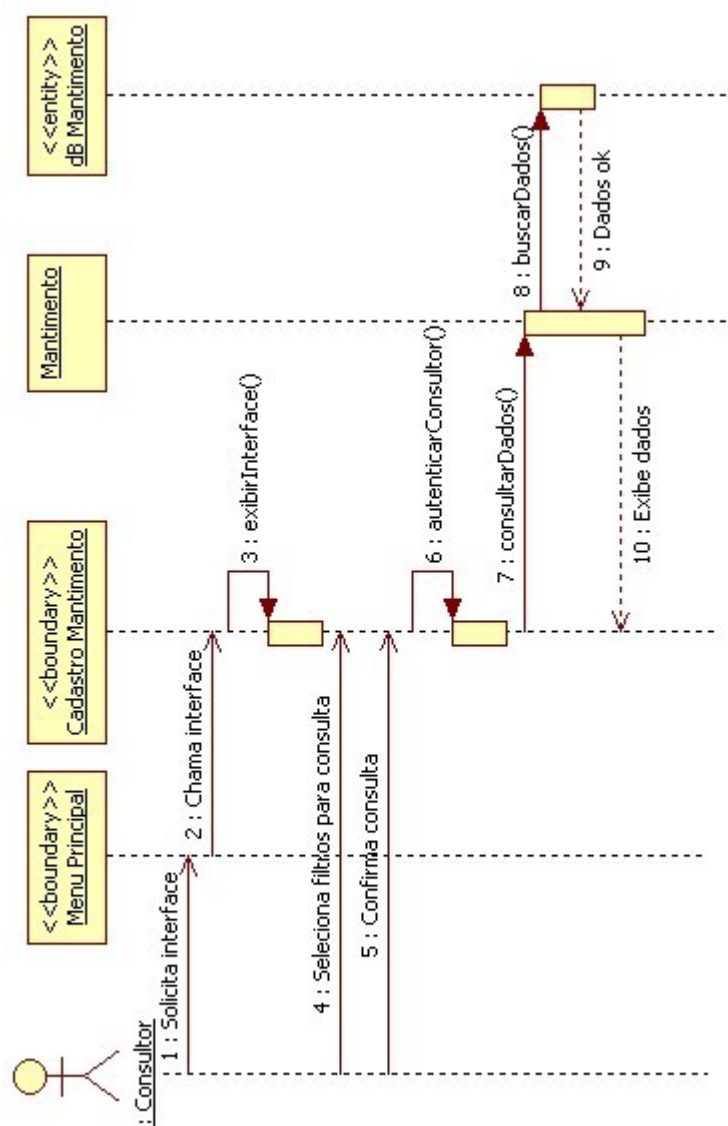 : Consultor
<<boundary>>
Menu Principal
<<boundary>>
Cadastro Mantimento
Mantimento
<<entity>>
dB Mantimento
1 : Solicita interface
2 : Chama interface
3 : exibirInterface()
4 : Seleciona filtrios para consulta
5 : Confirma consulta
6 : autenticarConsultor()
7 : consultarDados()
8 : buscarDados()
9 : Dados ok
10 : Exibe dados